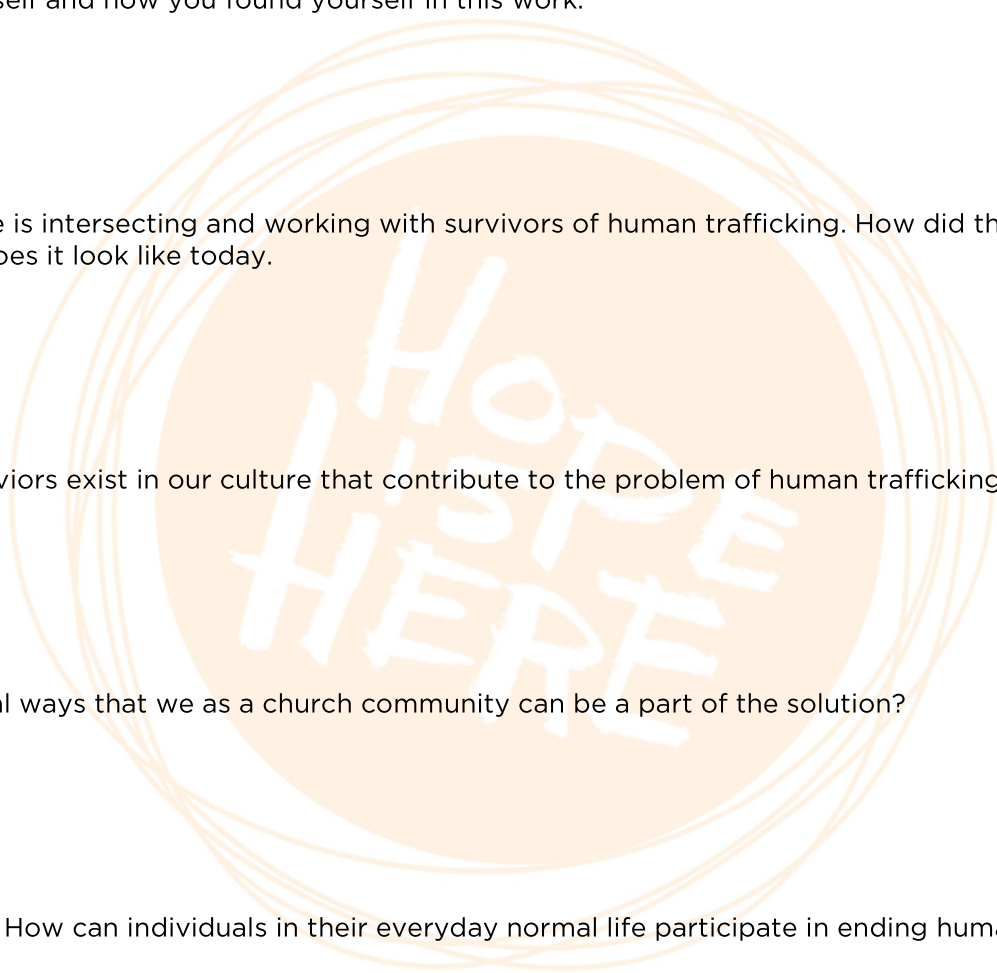 self and how you found yourself in this work.
e is intersecting and working with survivors of human trafficking. How did th
oes it look like today.
HOPE
IS
HERE
viors exist in our culture that contribute to the problem of human trafficking
al ways that we as a church community can be a part of the solution?
How can individuals in their everyday normal life participate in ending huma